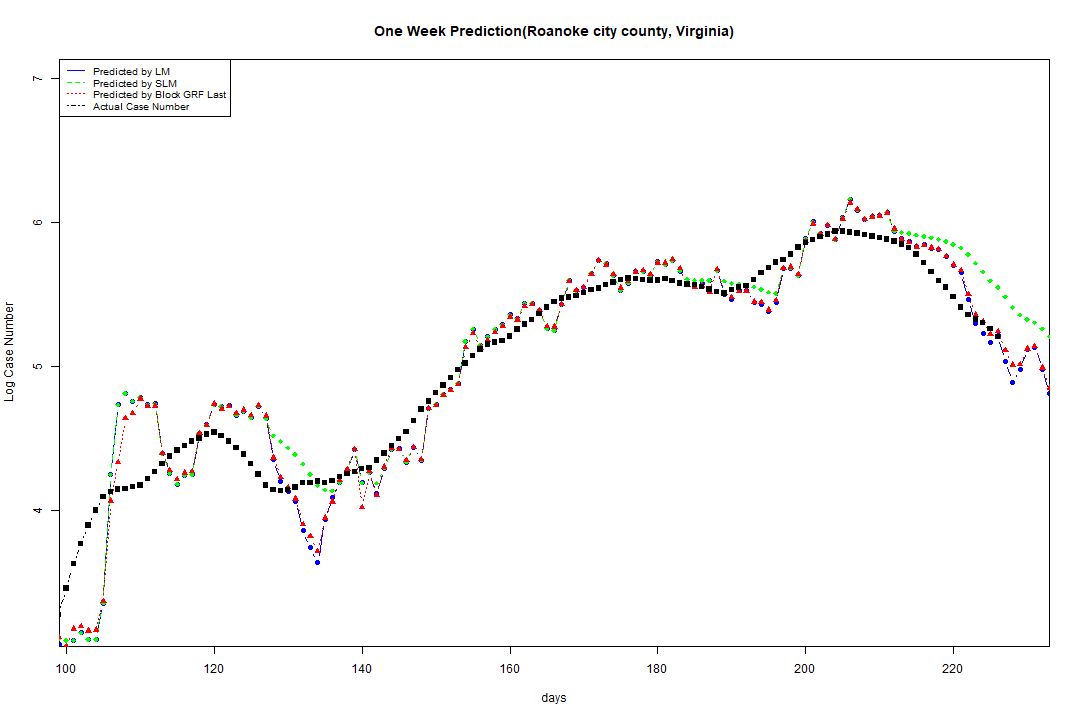 One Week Prediction(Roanoke city county, Virginia)
Predicted by LM
Predicted by SLM
Predicted by Block GRF Last
Actual Case Number
7
6
5
4
Log Case Number
100 120 140 160 180 200 220
days